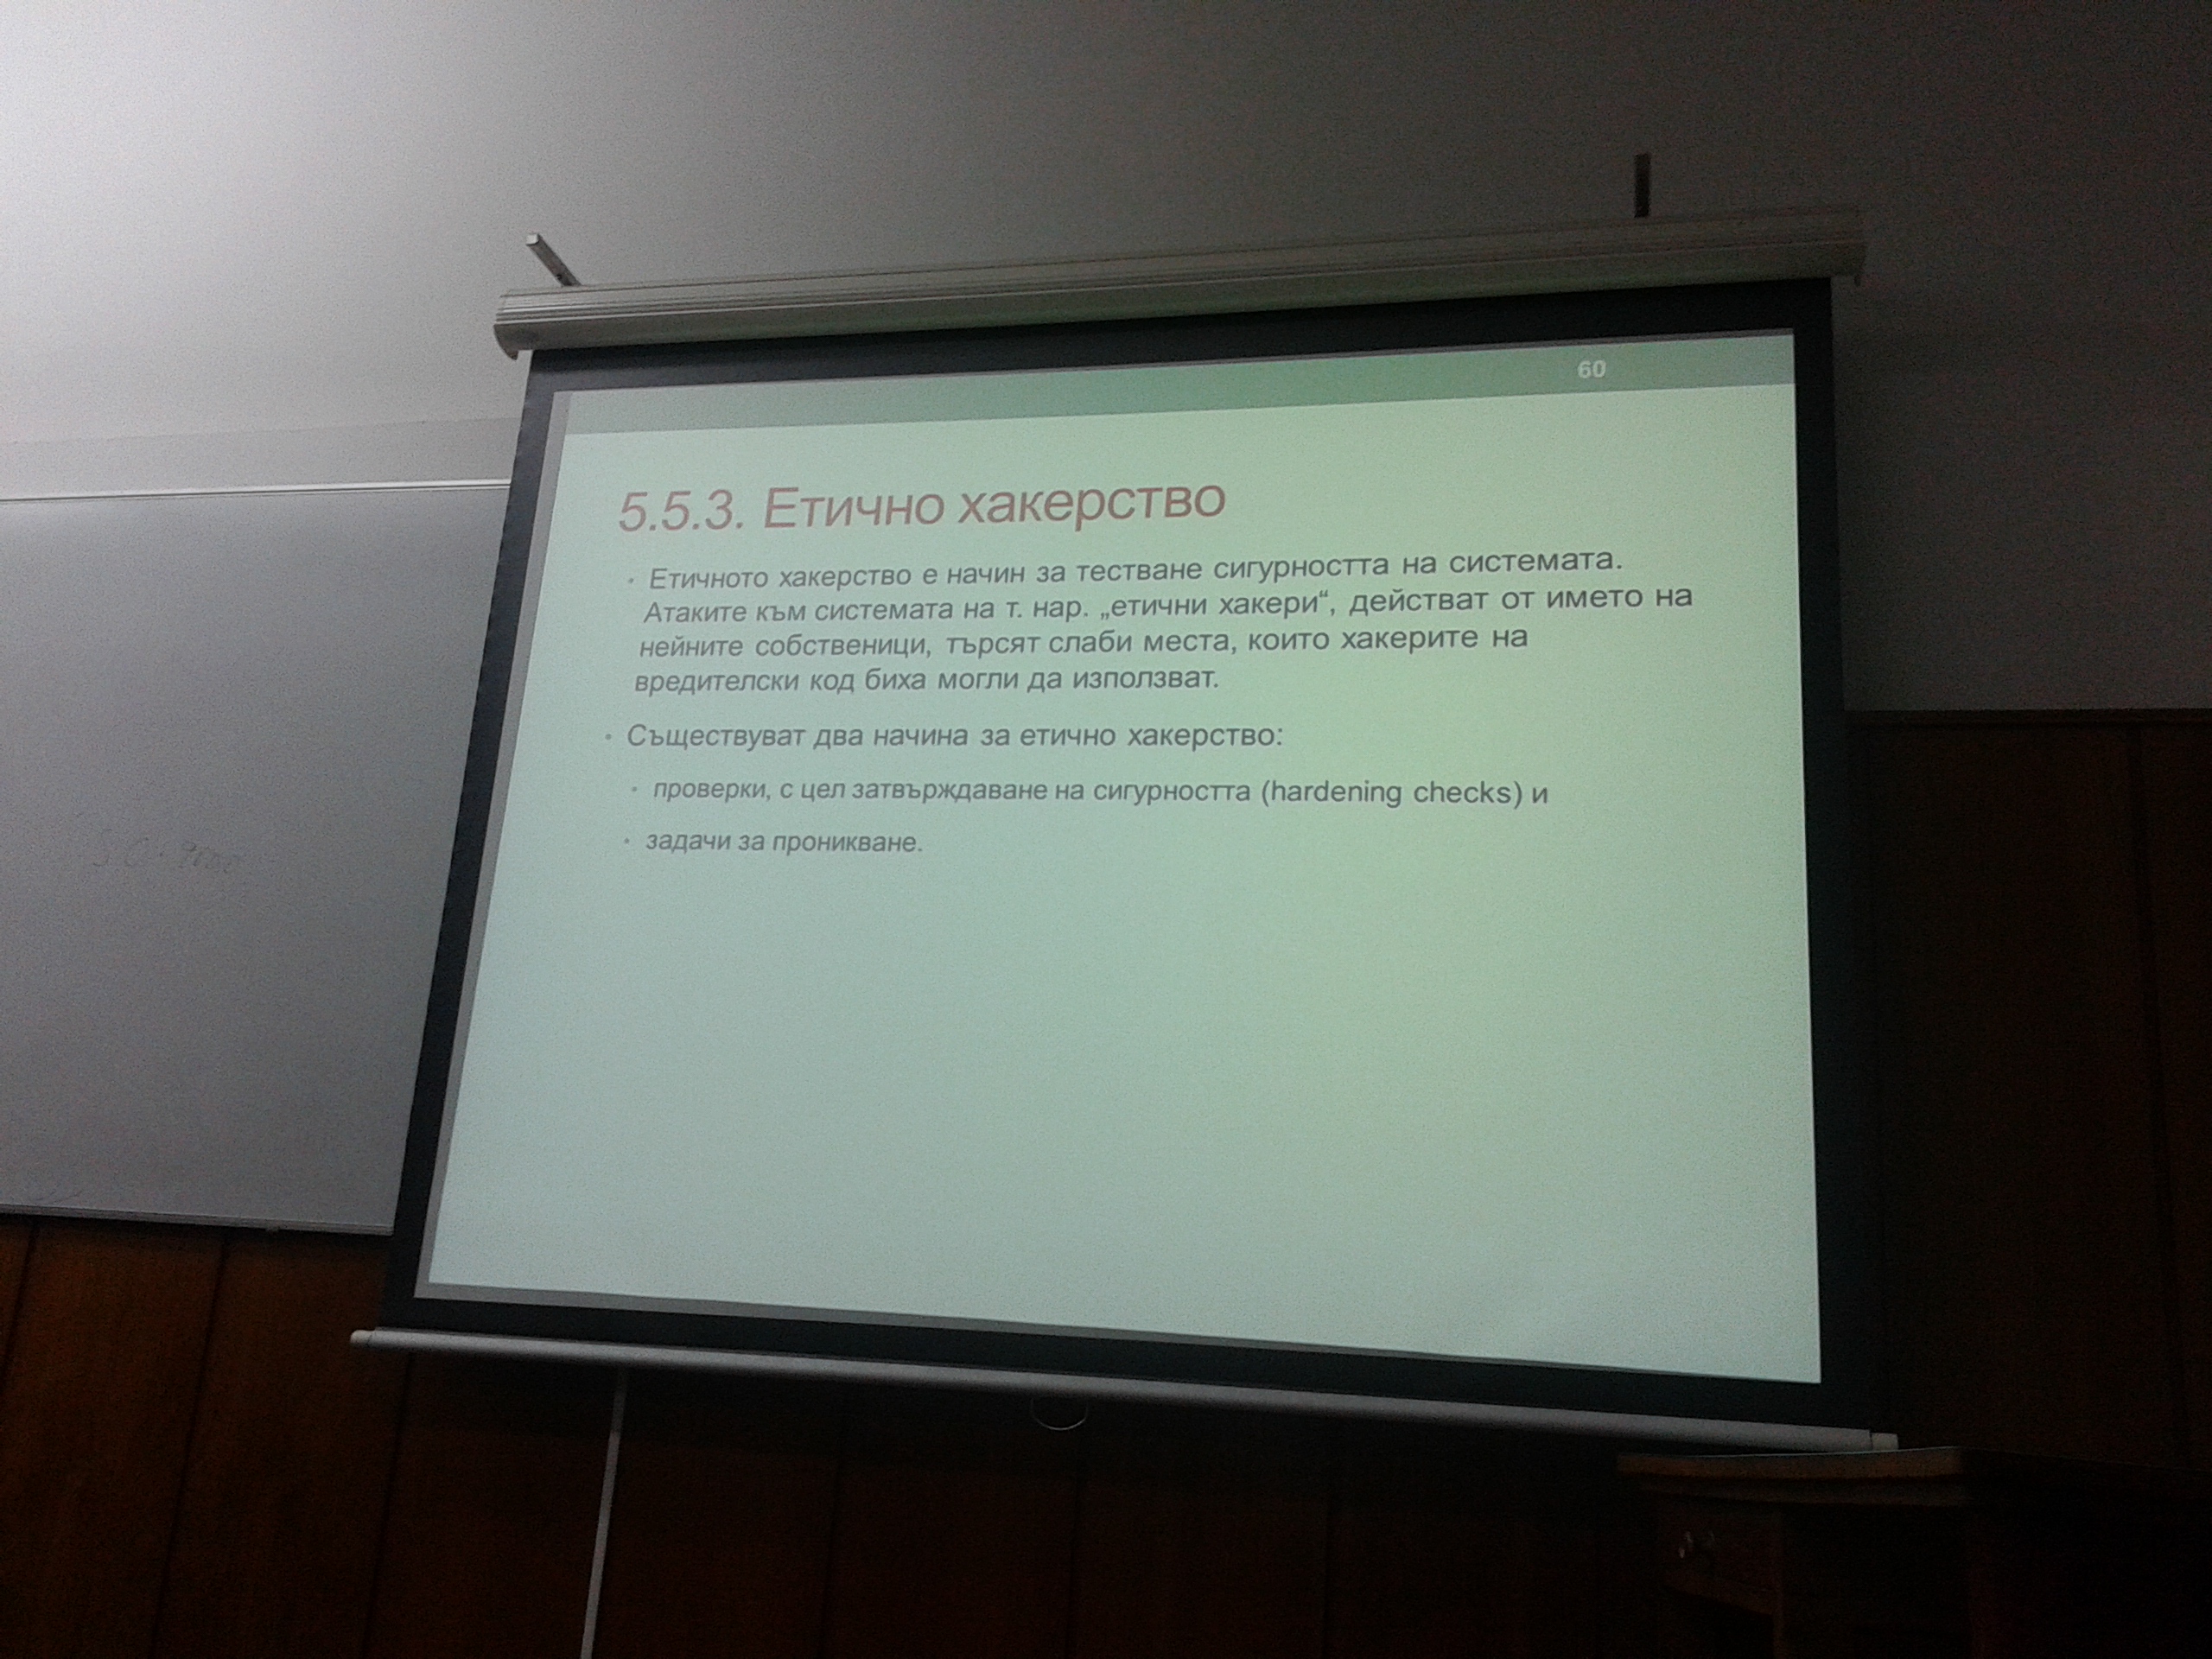 60
5.5.3. Етично хакерство
• Етичното хакерство е начин за тестване сигурността на системата.
Атаките към системата на т. нар. „етични хакери“, действат от името на
нейните собственици, търсят слаби места, които хакерите на
вредителски код биха могли да използват.
• Съществуват два начина за етично хакерство:
• проверки, с цел затвърждаване на сигурността (hardening checks) и
• задачи за проникване.